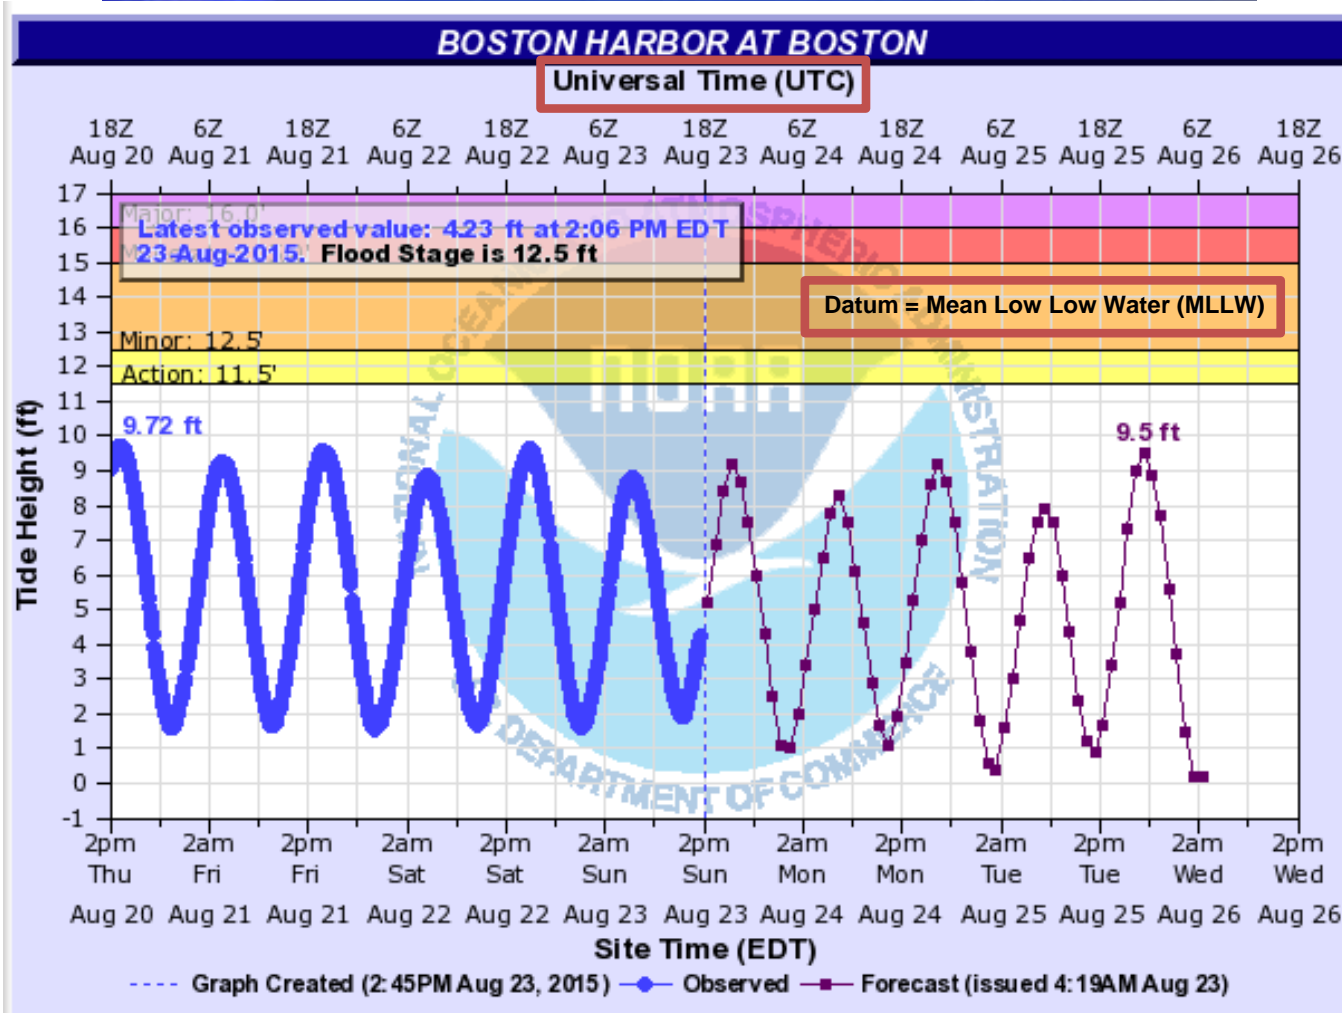 BOSTON HARBOR AT BOSTON
Universal Time (UTC)
18Z 6Z 18Z 6Z 18Z 6Z 18Z 6Z 18Z 6Z 18Z 6Z 18Z
Aug 20 Aug 21 Aug 21 Aug 22 Aug 22 Aug 23 Aug 23 Aug 24 Aug 24 Aug 25 Aug 25 Aug 26 Aug 26
17
Major: 16.0'
16
Latest observed value: 4.23 ft at 2:06 PM EDT
23-Aug-2015. Flood Stage is 12.5 ft
15
14
Datum = Mean Low Low Water (MLLW)
13
Minor: 12.5'
12
Action: 11.5'
11
10
9.72 ft
9.5 ft
9
8
7
6
5
4
3
2
1
0
-1
Tide Height (ft)
NATIONAL OCEANIC ATMOSPHERIC ADMINISTRATION
NOAA
DEPARTMENT OF COMMERCE
2pm 2am 2pm 2am 2pm 2am 2pm 2am 2pm 2am 2pm 2am 2pm
Thu Fri Fri Sat Sat Sun Sun Mon Mon Tue Tue Wed Wed
Aug 20 Aug 21 Aug 21 Aug 22 Aug 22 Aug 23 Aug 23 Aug 24 Aug 24 Aug 25 Aug 25 Aug 26 Aug 26
Site Time (EDT)
Graph Created (2:45PM Aug 23, 2015) Observed Forecast (issued 4:19AM Aug 23)